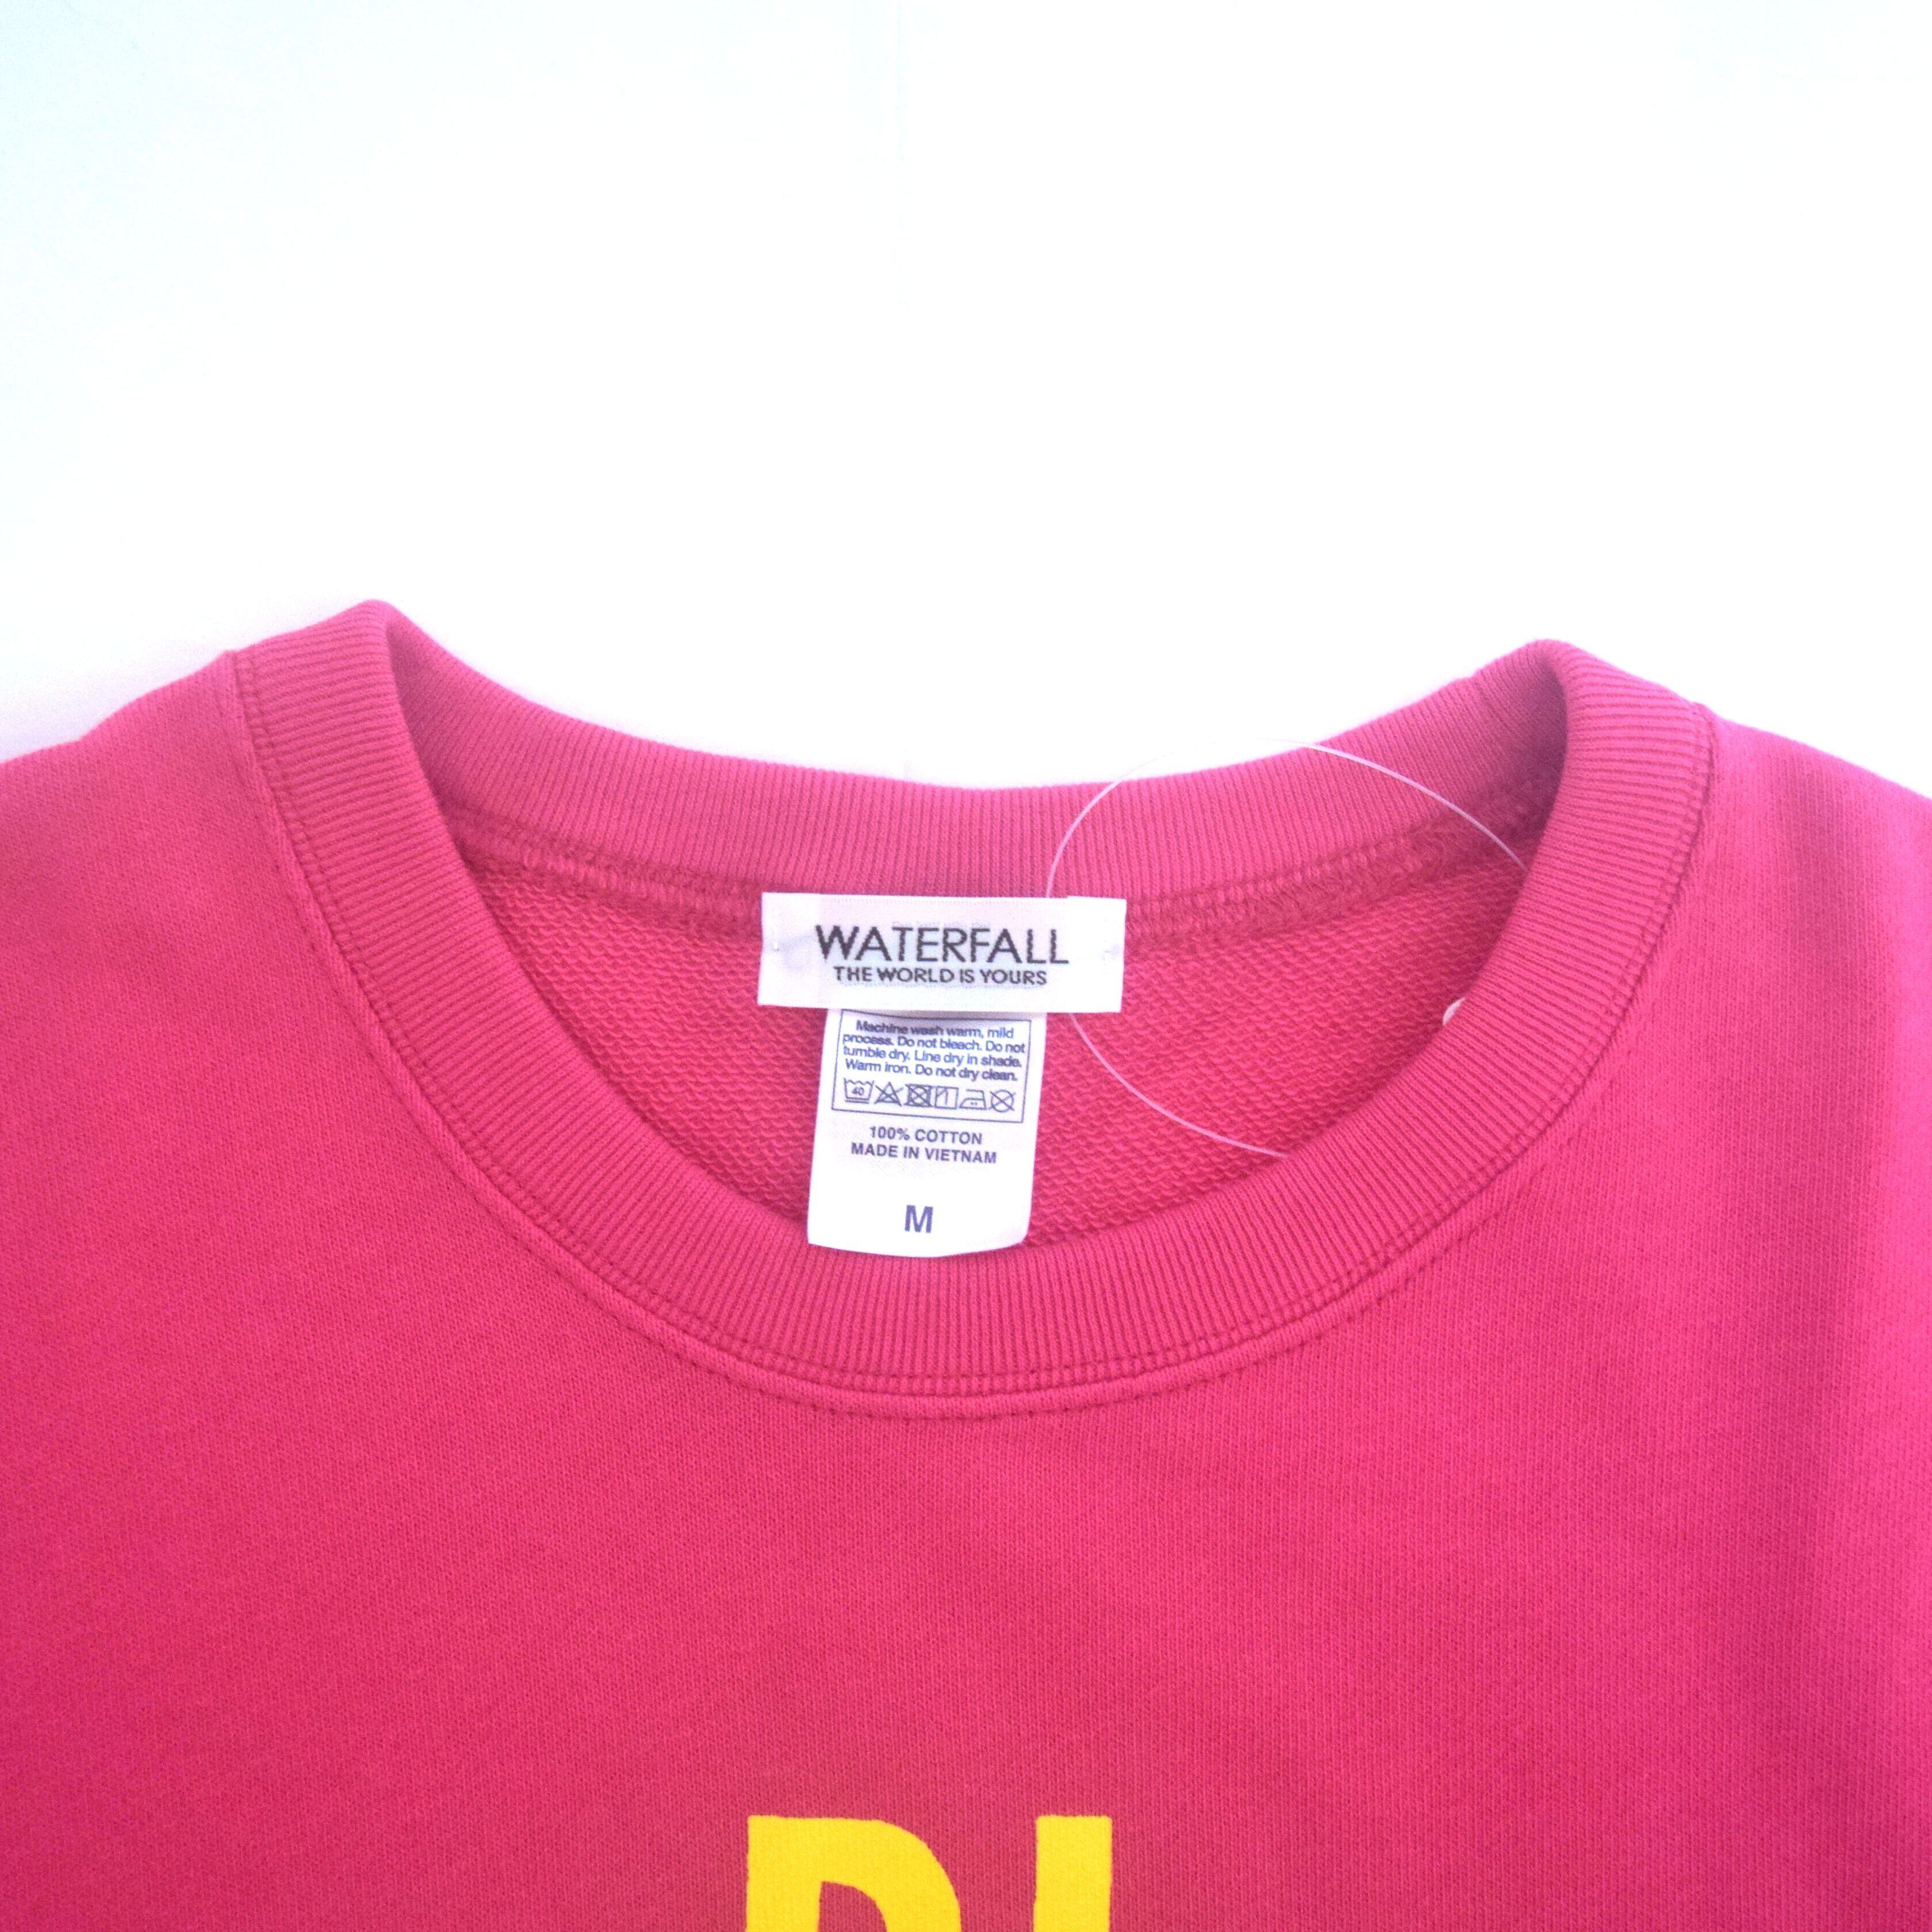 WATERFALL
THE WORLD IS YOURS
Machine wash warm, mild
process. Do not bleach. Do not
tumble dry. Line dry in shade.
Warm iron. Do not dry clean.
40
100% COTTON
MADE IN VIETNAM
M